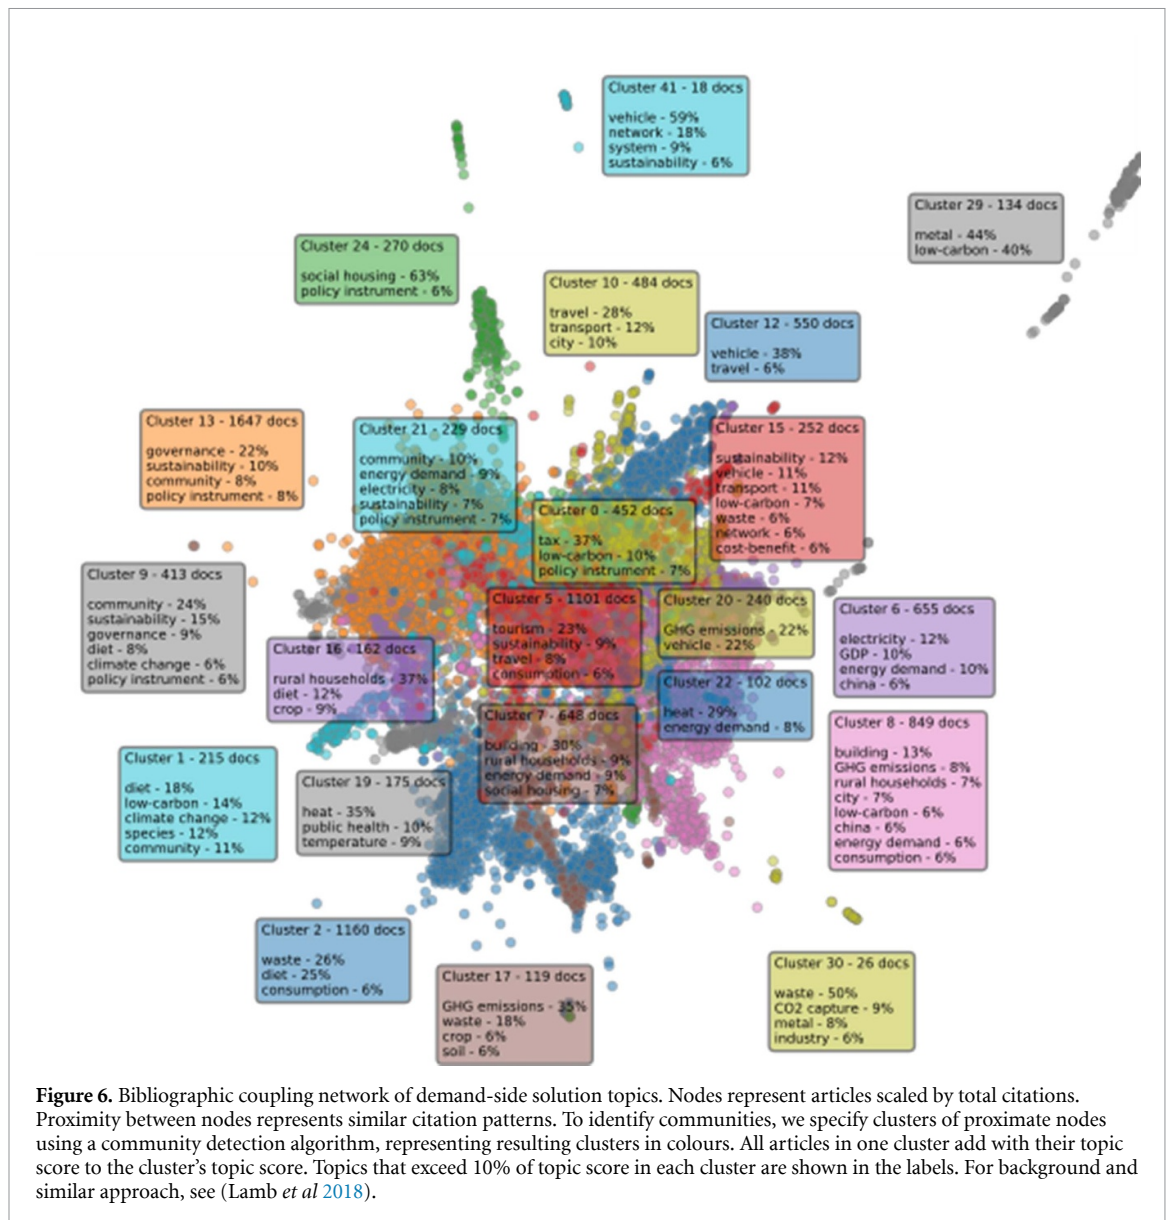 Cluster 41 - 18 docs
vehicle - 59%
network - 18%
system - 9%
sustainability - 6%
Cluster 29 - 134 docs
metal - 44%
low-carbon - 40%
Cluster 24 - 270 docs
social housing - 63%
policy instrument - 6%
Cluster 10 - 484 docs
travel - 28%
transport - 12%
city - 10%
Cluster 12 - 550 docs
vehicle - 38%
travel - 6%
Cluster 13 - 1647 docs
governance - 22%
sustainability - 10%
community - 8%
policy instrument - 8%
Cluster 21 - 229 docs
community - 10%
energy demand - 9%
electricity - 8%
sustainability - 7%
policy instrument - 7%
Cluster 15 - 252 docs
sustainability - 12%
vehicle - 11%
transport - 11%
low-carbon - 7%
waste - 6%
network - 6%
cost-benefit - 6%
Cluster 0 - 452 docs
tax - 37%
low-carbon - 10%
policy instrument - 7%
Cluster 9 - 413 docs
community - 24%
sustainability - 15%
governance - 9%
diet - 8%
climate change - 6%
policy instrument - 6%
Cluster 5 - 1101 docs
tourism - 23%
sustainability - 9%
travel - 8%
consumption - 6%
Cluster 20 - 240 docs
GHG emissions - 22%
vehicle - 22%
Cluster 6 - 655 docs
electricity - 12%
GDP - 10%
energy demand - 10%
china - 6%
Cluster 16 - 162 docs
rural households - 37%
diet - 12%
crop - 9%
Cluster 22 - 102 docs
heat - 29%
energy demand - 8%
Cluster 7 - 648 docs
building - 30%
rural households - 9%
energy demand - 9%
social housing - 7%
Cluster 8 - 849 docs
building - 13%
GHG emissions - 8%
rural households - 7%
city - 7%
low-carbon - 6%
china - 6%
energy demand - 6%
consumption - 6%
Cluster 1 - 215 docs
diet - 18%
low-carbon - 14%
climate change - 12%
species - 12%
community - 11%
Cluster 19 - 175 docs
heat - 35%
public health - 10%
temperature - 9%
Cluster 2 - 1160 docs
waste - 26%
diet - 25%
consumption - 6%
Cluster 17 - 119 docs
GHG emissions - 35%
waste - 18%
crop - 6%
soil - 6%
Cluster 30 - 26 docs
waste - 50%
CO2 capture - 9%
metal - 8%
industry - 6%
Figure 6. Bibliographic coupling network of demand-side solution topics. Nodes represent articles scaled by total citations.
Proximity between nodes represents similar citation patterns. To identify communities, we specify clusters of proximate nodes
using a community detection algorithm, representing resulting clusters in colours. All articles in one cluster add with their topic
score to the cluster's topic score. Topics that exceed 10% of topic score in each cluster are shown in the labels. For background and
similar approach, see (Lamb et al 2018).